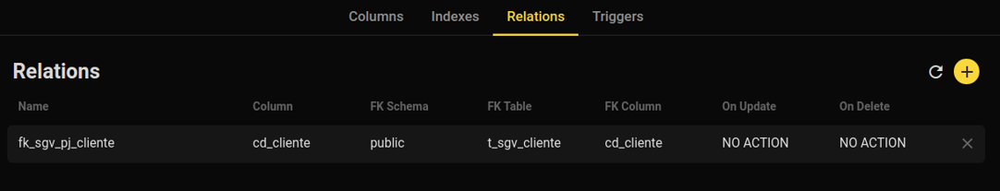 Columns Indexes Relations Triggers
Relations
Name Column FK Schema FK Table FK Column On Update On Delete
fk_sgv_pj_cliente cd_cliente public t_sgv_cliente cd_cliente NO ACTION NO ACTION